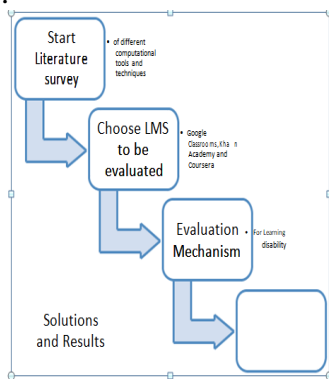 Start
Literature
survey
• of different
computational
tools and
techniques
Choose LMS
to be
evaluated
• Google
Classrooms, Kha n
Academy and
Coursera
Evaluation
Mechanism
• For Learning
disability
Solutions
and Results